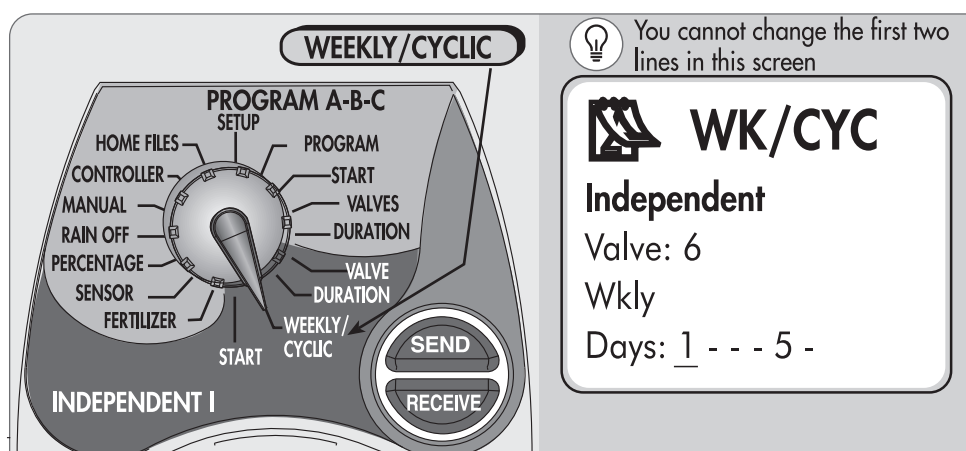 WEEKLY/CYCLIC
PROGRAM A-B-C
SETUP
HOME FILES
PROGRAM
CONTROLLER
START
MANUAL
VALVES
RAIN OFF
DURATION
PERCENTAGE
VALVE
DURATION
SENSOR
FERTILIZER
WEEKLY/
CYCLIC
START
SEND
RECEIVE
INDEPENDENT I
You cannot change the first two
lines in this screen
WK/CYC
Independent
Valve: 6
Wkly
Days: 1 - - - 5 -